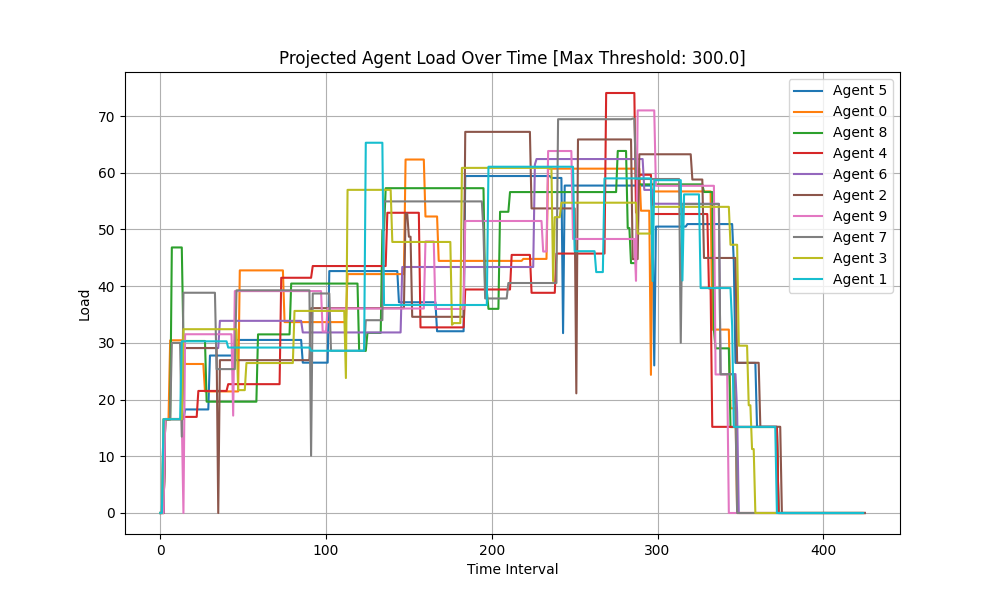 Projected Agent Load Over Time [Max Threshold: 300.0]
Load
70
60
50
40
30
20
10
0
0 100 200 300 400
Time Interval
Agent 5
Agent 0
Agent 8
Agent 4
Agent 6
Agent 2
Agent 9
Agent 7
Agent 3
Agent 1